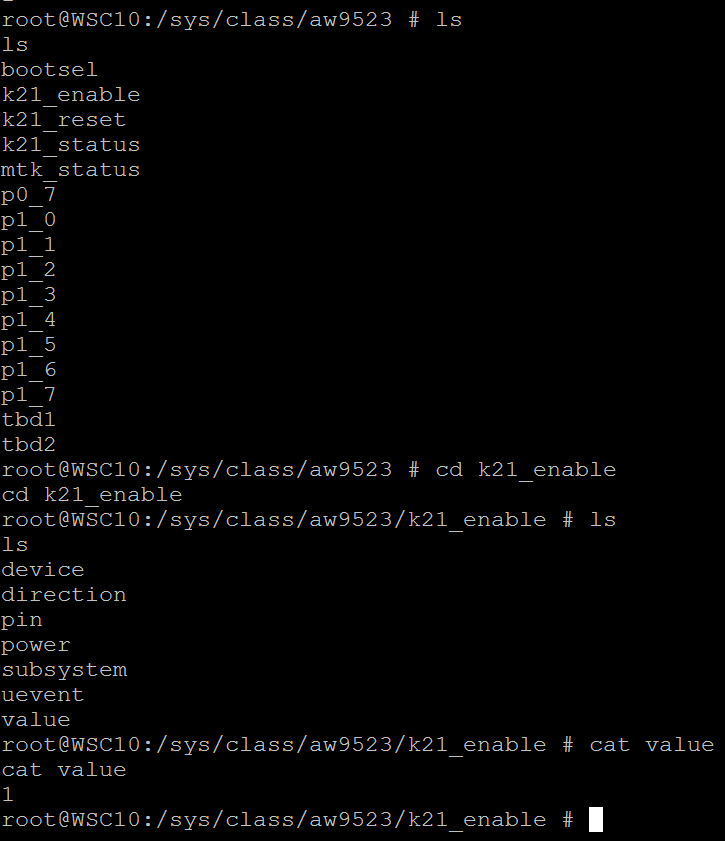 root@WSC10:/sys/class/aw9523 # ls
ls
bootsel
k21_enable
k21_reset
k21_status
mtk_status
p0_7
p1_0
p1_1
p1_2
p1_3
p1_4
p1_5
p1_6
p1_7
tbd1
tbd2
root@WSC10:/sys/class/aw9523 # cd k21_enable
cd k21_enable
root@WSC10:/sys/class/aw9523/k21_enable # ls
ls
device
direction
pin
power
subsystem
uevent
value
root@WSC10:/sys/class/aw9523/k21_enable # cat value
cat value
1
root@WSC10:/sys/class/aw9523/k21_enable #